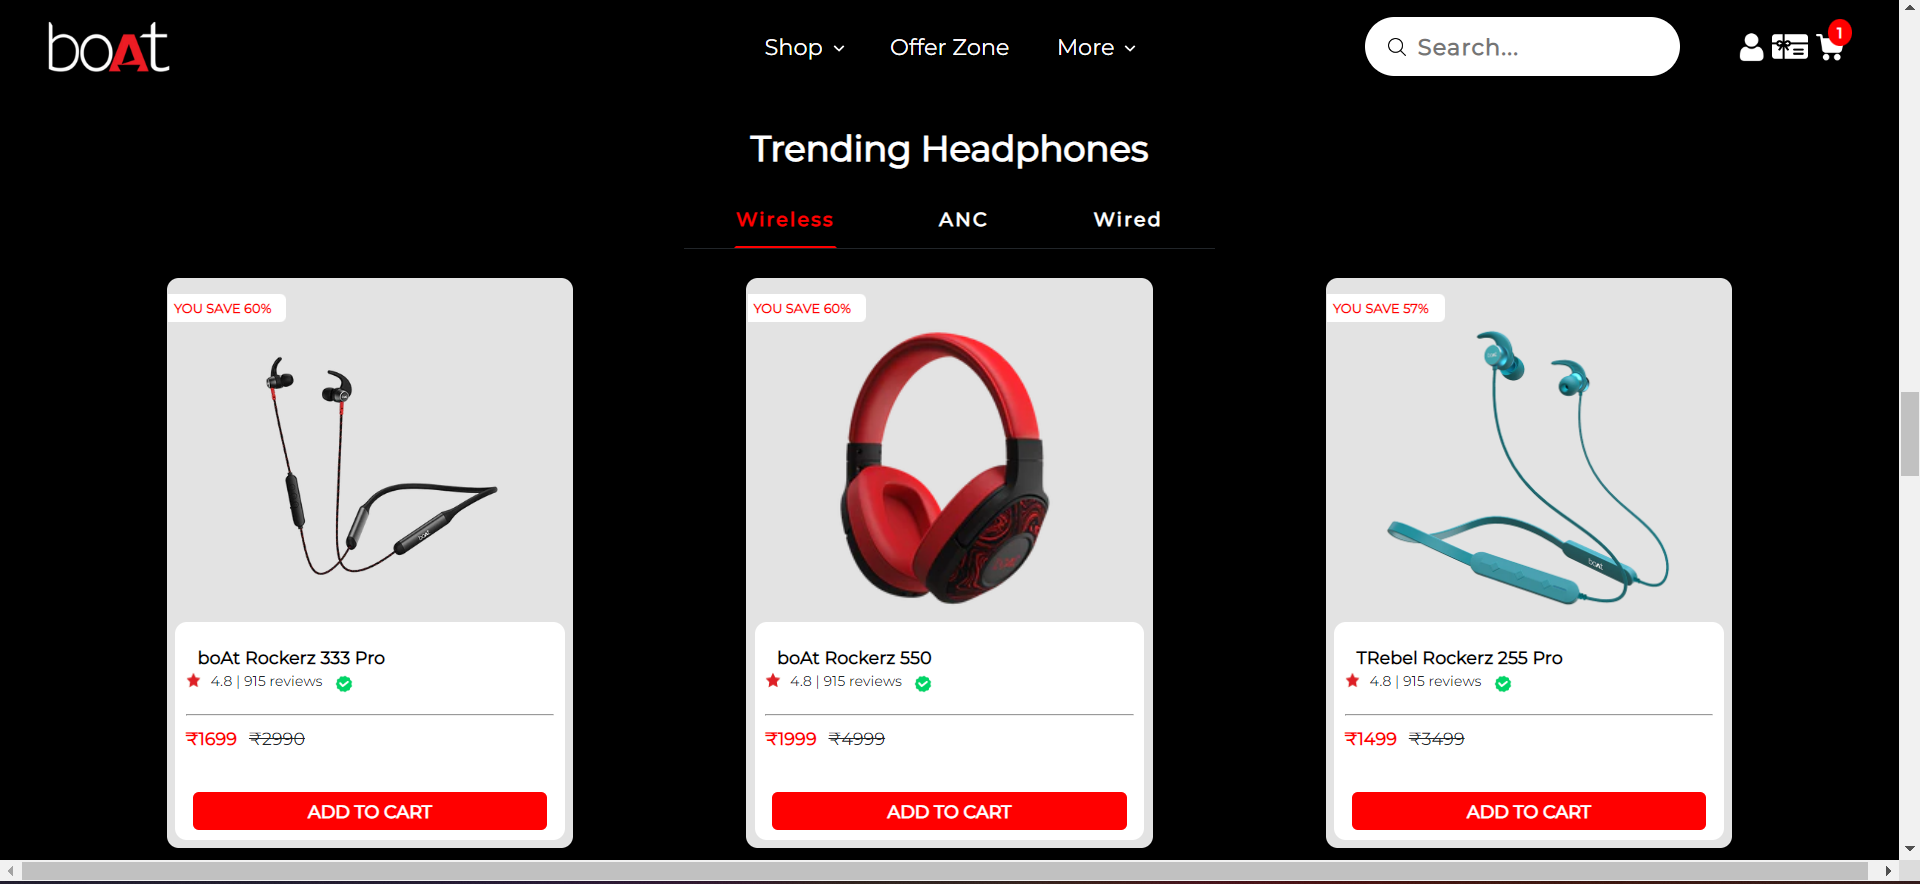 boAt
Shop Offer Zone More Search... 1
Trending Headphones
Wireless ANC Wired
YOU SAVE 60%
boAt
boAt Rockerz 333 Pro
4.8 | 915 reviews
₹1699 ₹2990
ADD TO CART
YOU SAVE 60%
boAt Rockerz 550
4.8 | 915 reviews
₹1999 ₹4999
ADD TO CART
YOU SAVE 57%
boAt
TRebel Rockerz 255 Pro
4.8 | 915 reviews
₹1499 ₹3499
ADD TO CART